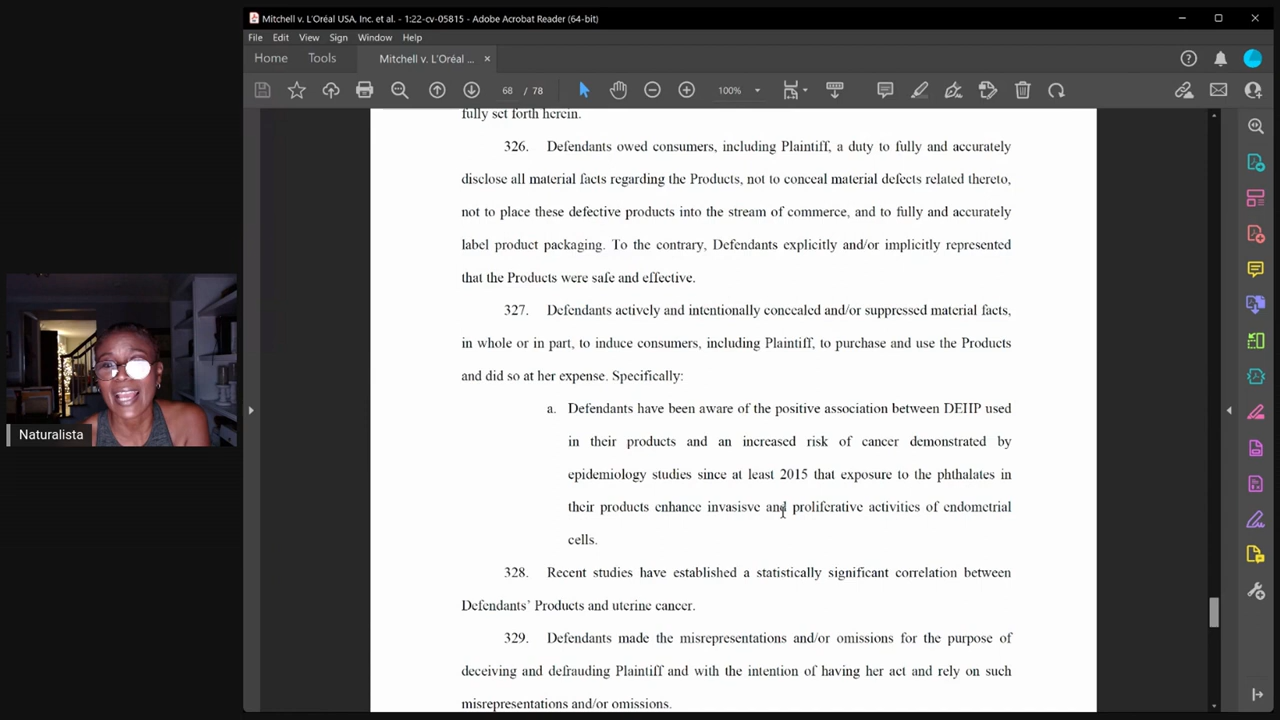 Mitchell v. L'Oréal USA, Inc. et al. - 1:22-cv-05815 - Adobe Acrobat Reader (64-bit)
File Edit View Sign Window Help
Home Tools Mitchell v. L'Oréal ... ×
68 / 78 100%
fully set forth herein.
326. Defendants owed consumers, including Plaintiff, a duty to fully and accurately
disclose all material facts regarding the Products, not to conceal material defects related thereto,
not to place these defective products into the stream of commerce, and to fully and accurately
label product packaging. To the contrary, Defendants explicitly and/or implicitly represented
that the Products were safe and effective.
327. Defendants actively and intentionally concealed and/or suppressed material facts,
in whole or in part, to induce consumers, including Plaintiff, to purchase and use the Products
and did so at her expense. Specifically:
a. Defendants have been aware of the positive association between DEHP used
in their products and an increased risk of cancer demonstrated by
epidemiology studies since at least 2015 that exposure to the phthalates in
their products enhance invasisve and proliferative activities of endometrial
cells.
328. Recent studies have established a statistically significant correlation between
Defendants' Products and uterine cancer.
329. Defendants made the misrepresentations and/or omissions for the purpose of
deceiving and defrauding Plaintiff and with the intention of having her act and rely on such
misrepresentations and/or omissions.
Naturalista